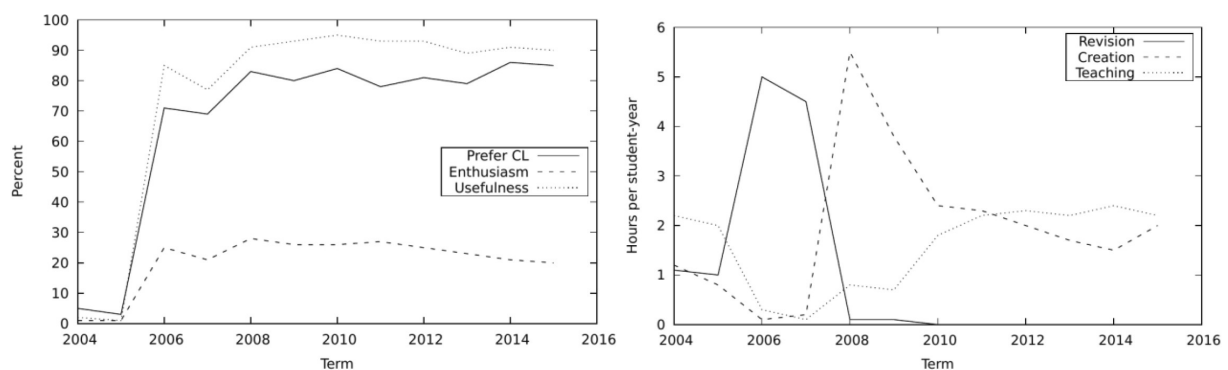 100
90
80
70
60
50
40
30
20
10
0
Percent
Prefer CL
Enthusiasm
Usefulness
2004 2006 2008 2010 2012 2014 2016
Term
6
5
4
3
2
1
0
Hours per student-year
Revision
Creation
Teaching
2004 2006 2008 2010 2012 2014 2016
Term